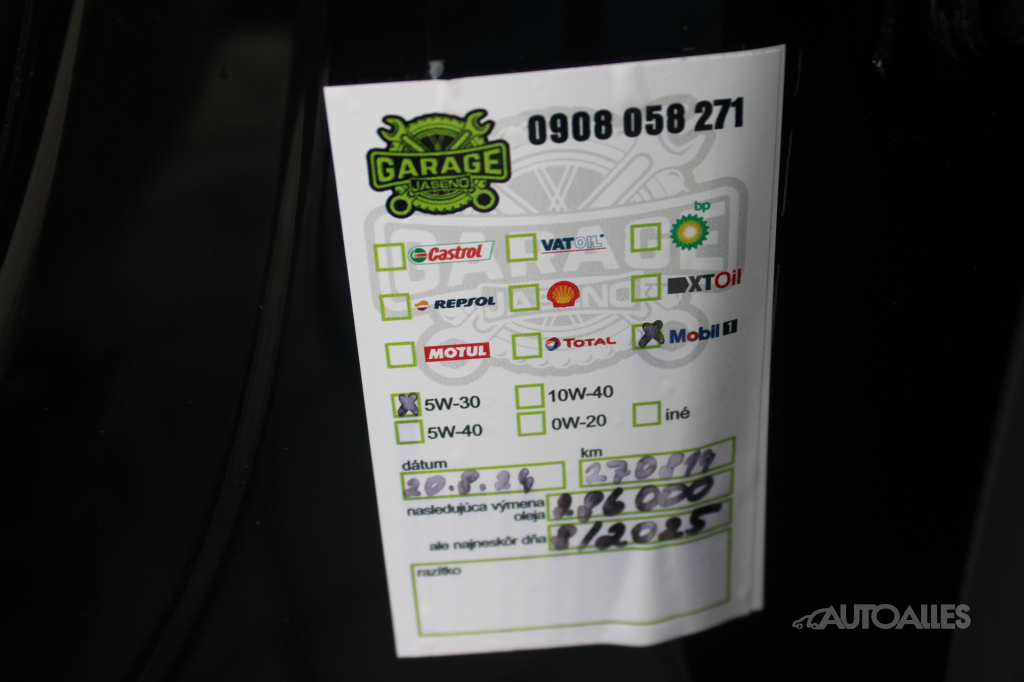 0908 058 271
GARAGE
JASENO
Castrol VATOIL bp
REPSOL XTOil
MOTUL TOTAL Mobil 1
X 5W-30 10W-40
5W-40 0W-20 iné
dátum km
20.8.24
nasledujúca výmena
oleja
ale najneskôr dňa 8/2025
razítko
AUTOALLES